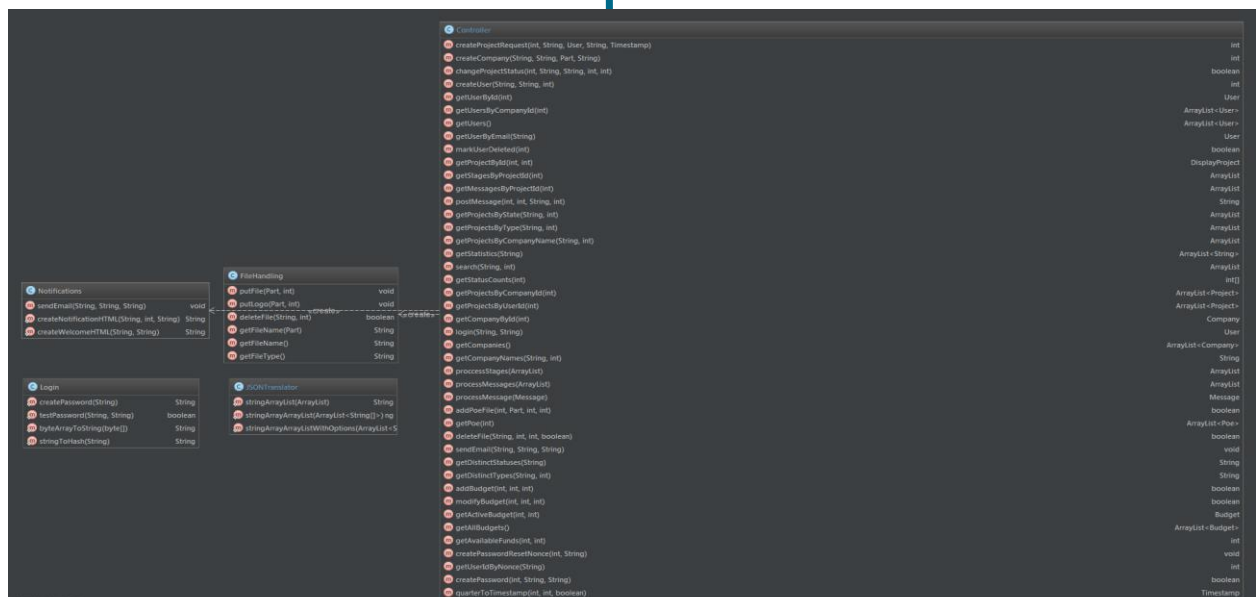 Controller
createProjectRequest(int, String, User, String, Timestamp) int
createCompany(String, String, Part, String) int
changeProjectStatus(int, String, String, int, int) boolean
createUser(String, String, int) int
getUserById(int) User
getUsersByCompanyId(int) ArrayList<User>
getUsers() ArrayList<User>
getUserByEmail(String) User
markUserDeleted(int) boolean
getProjectById(int, int) DisplayProject
getStagesByProjectId(int) ArrayList
getMessagesByProjectId(int) ArrayList
postMessage(int, int, String, int) String
getProjectsByState(String, int) ArrayList
getProjectsByType(String, int) ArrayList
getProjectsByCompanyName(String, int) ArrayList
getStatistics(String) ArrayList<String>
search(String, int) ArrayList
getStatusCounts(int) int[]
getProjectsByCompanyId(int) ArrayList<Project>
getProjectsByUserId(int) ArrayList<Project>
getCompanyById(int) Company
login(String, String) User
getCompanies() ArrayList<Company>
getCompanyNames(String, int) String
proccessStages(ArrayList) ArrayList
processMessages(ArrayList) ArrayList
processMessage(Message) Message
addPoeFile(int, Part, int, int) boolean
getPoe(int) ArrayList<Poe>
deleteFile(String, int, int, boolean) boolean
sendEmail(String, String, String) void
getDistinctStatuses(String) String
getDistinctTypes(String, int) String
addBudget(int, int, int) boolean
modifyBudget(int, int, int) boolean
getActiveBudget(int, int) Budget
getAllBudgets() ArrayList<Budget>
getAvailableFunds(int, int) int
createPasswordResetNonce(int, String) void
getUserIdByNonce(String) int
createPassword(int, String, String) boolean
quarterToTimestamp(int, int, boolean) Timestamp
FileHandling
putFile(Part, int) void
putLogo(Part, int) void
deleteFile(String, int) boolean
getFileName(Part) String
getFileName() String
getFileType() String
«create»
«create»
Notifications
sendEmail(String, String, String) void
createNotificationHTML(String, int, String) String
createWelcomeHTML(String, String) String
Login
createPassword(String) String
testPassword(String, String) boolean
byteArrayToString(byte[]) String
stringToHash(String) String
JSONTranslator
stringArrayList(ArrayList) String
stringArrayArrayList(ArrayList<String[]>) ng
stringArrayArrayListWithOptions(ArrayList<S